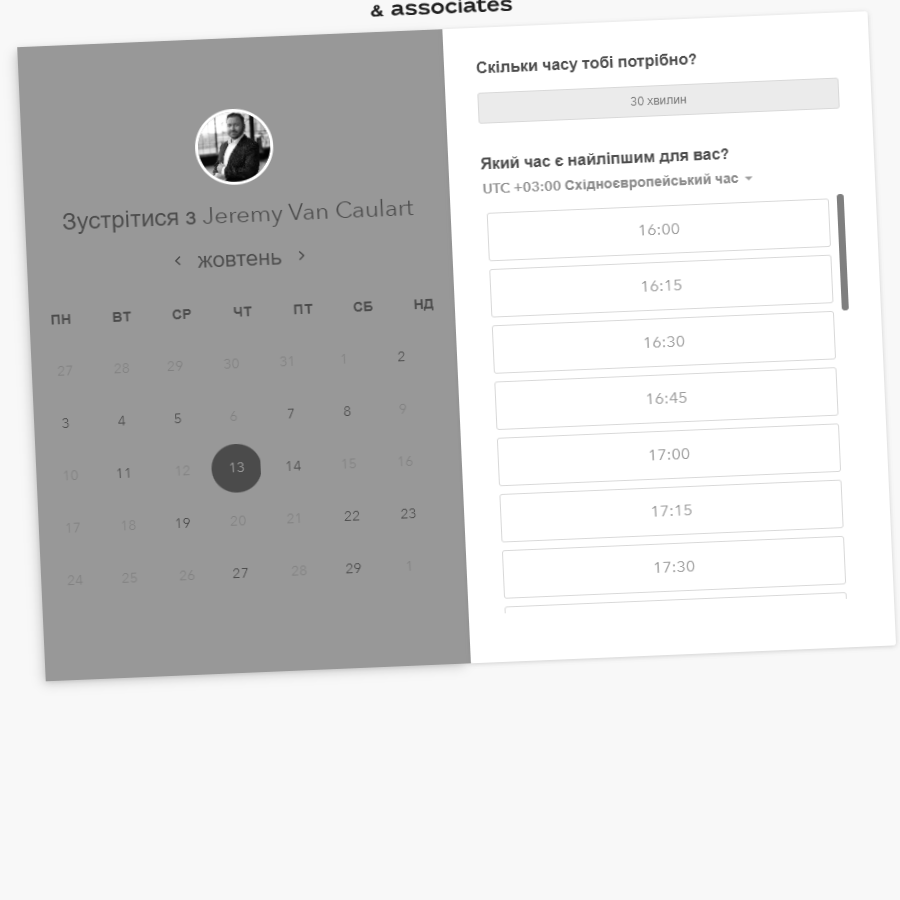 & associates
Зустрітися з Jeremy Van Caulart
жовтень
ПН ВТ СР ЧТ ПТ СБ НД
27 28 29 30 31 1 2
3 4 5 6 7 8 9
10 11 12 13 14 15 16
17 18 19 20 21 22 23
24 25 26 27 28 29 1
Скільки часу тобі потрібно?
30 хвилин
Який час є найліпшим для вас?
UTC +03:00 Східноєвропейський час
16:00
16:15
16:30
16:45
17:00
17:15
17:30